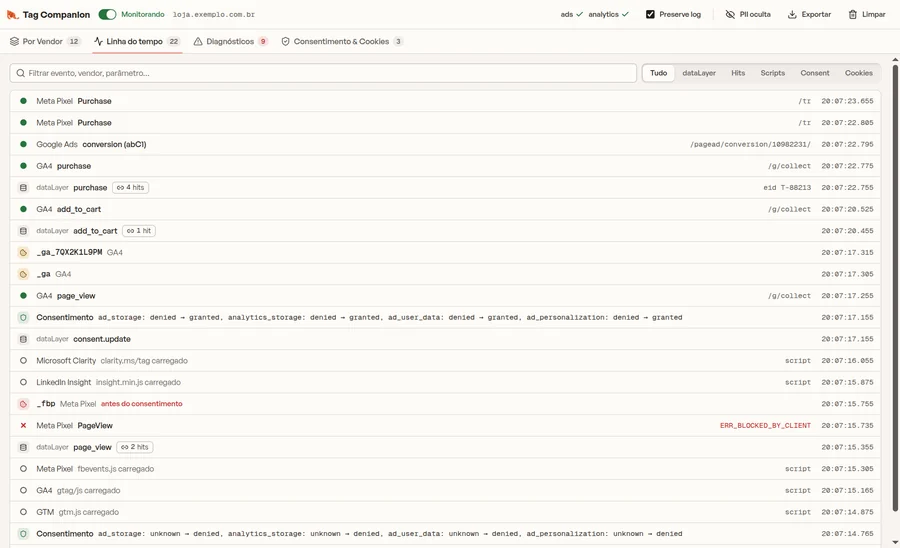 Tag Companion Monitorando loja.exemplo.com.br ads ✓ analytics ✓ Preserve log Pill oculta Exportar Limpar
Por Vendor 12 Linha do tempo 22 Diagnósticos 9 Consentimento & Cookies 3
Filtrar evento, vendor, parâmetro... Tudo dataLayer Hits Scripts Consent Cookies
Meta Pixel Purchase /tr 20:07:23.655
Meta Pixel Purchase /tr 20:07:22.805
Google Ads conversion (abC1) /pagead/conversion/10982231/ 20:07:22.795
GA4 purchase /g/collect 20:07:22.775
dataLayer purchase 4 hits eid T-88213 20:07:22.755
GA4 add_to_cart /g/collect 20:07:20.525
dataLayer add_to_cart 1 hit 20:07:20.455
_ga_7QX2K1L9PM GA4 20:07:17.315
_ga GA4 20:07:17.305
GA4 page_view /g/collect 20:07:17.255
Consentimento ad_storage: denied → granted, analytics_storage: denied → granted, ad_user_data: denied → granted, ad_personalization: denied → granted 20:07:17.155
dataLayer consent.update 20:07:17.155
Microsoft Clarity clarity.ms/tag carregado script 20:07:16.055
LinkedIn Insight insight.min.js carregado script 20:07:15.875
_fbp Meta Pixel antes do consentimento 20:07:15.755
Meta Pixel PageView ERR_BLOCKED_BY_CLIENT 20:07:15.735
dataLayer page_view 2 hits 20:07:15.355
Meta Pixel fbevents.js carregado script 20:07:15.305
GA4 gtag/js carregado script 20:07:15.165
GTM gtm.js carregado script 20:07:14.875
Consentimento ad_storage: unknown → denied, analytics_storage: unknown → denied, ad_user_data: unknown → denied, ad_personalization: unknown → denied 20:07:14.765